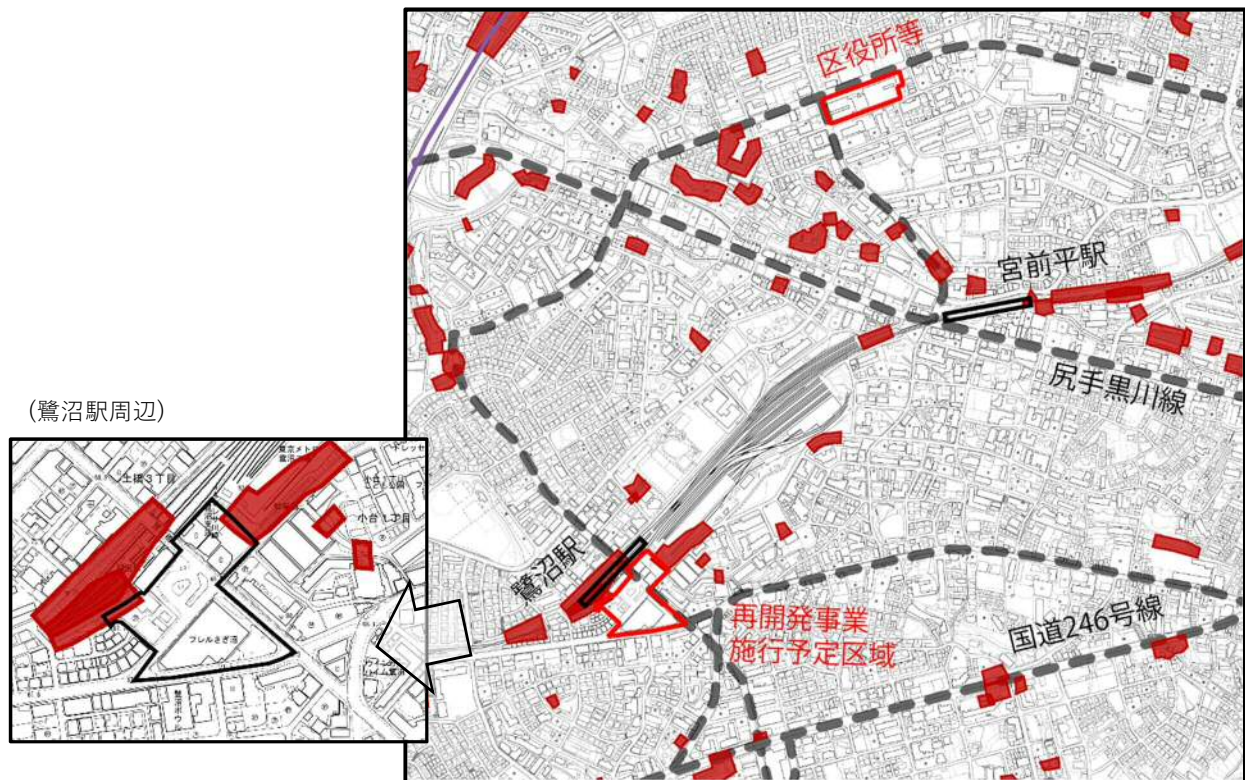 区役所等
宮前平駅
尻手黒川線
(鷺沼駅周辺)
土橋3丁目
小台1丁目
フレルさぎ沼
鷺沼駅
再開発事業
施行予定区域
国道246号線